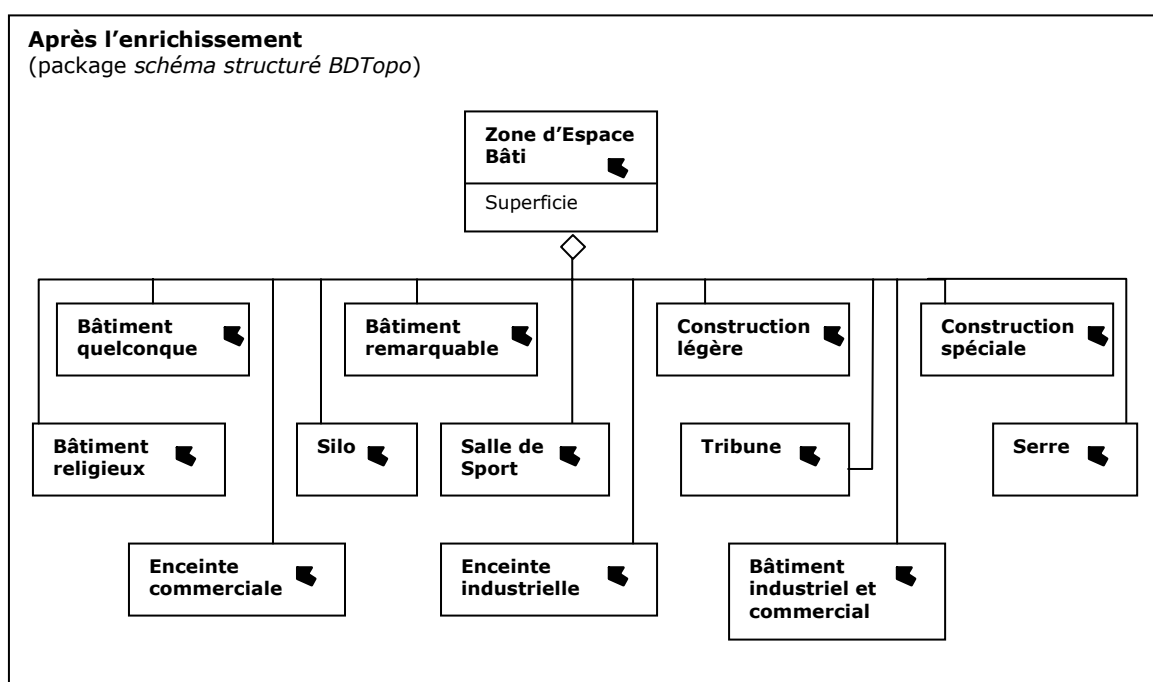 Après l'enrichissement
(package schéma structuré BDTopo)
Zone d'Espace
Bâti
Superficie
Bâtiment
quelconque
Bâtiment
remarquable
Construction
légère
Construction
spéciale
Bâtiment
religieux
Silo
Salle de
Sport
Tribune
Serre
Enceinte
commerciale
Enceinte
industrielle
Bâtiment
industriel et
commercial